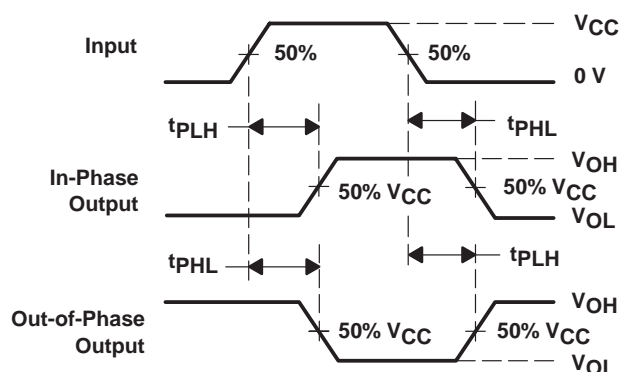 Input
50%
50%
VCC
0 V
tPLH
tPHL
In-Phase
Output
50% VCC
50% VCC
VOH
VOL
tPHL
tPLH
Out-of-Phase
Output
50% VCC
50% VCC
VOH
VOL